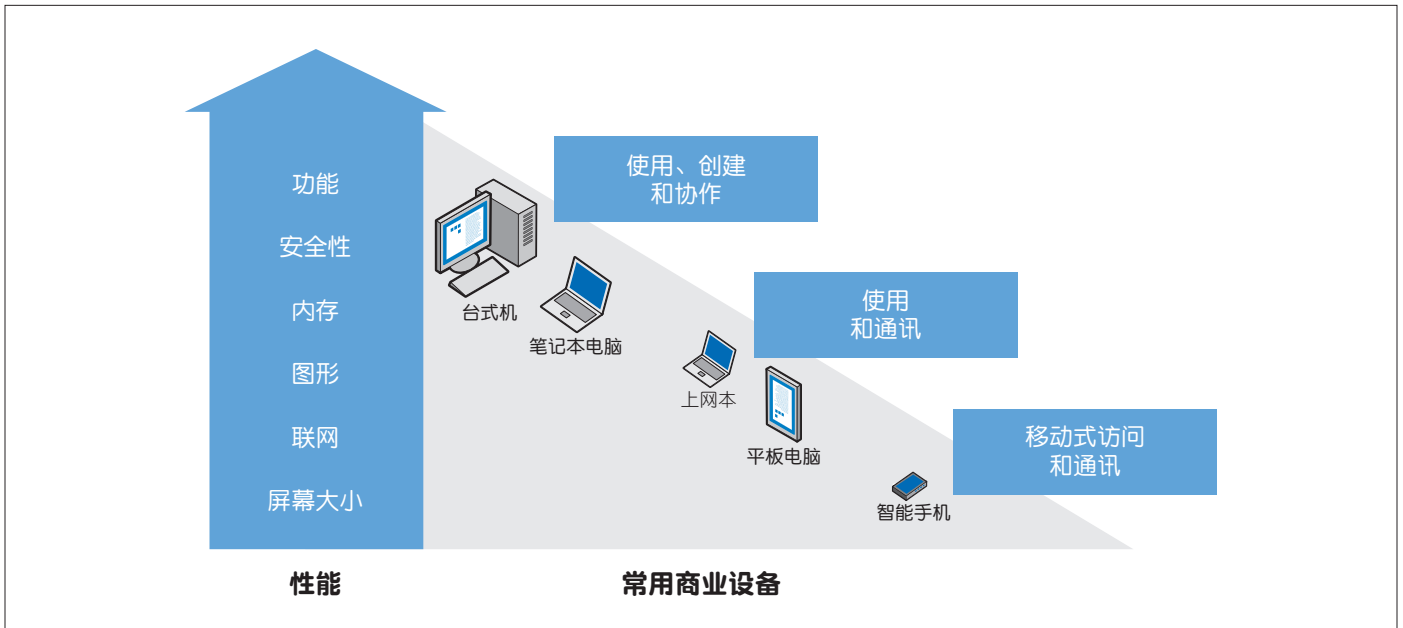 功能
安全性
内存
图形
联网
屏幕大小
性能
使用、创建
和协作
台式机
笔记本电脑
使用
和通讯
上网本
平板电脑
移动式访问
和通讯
智能手机
常用商业设备